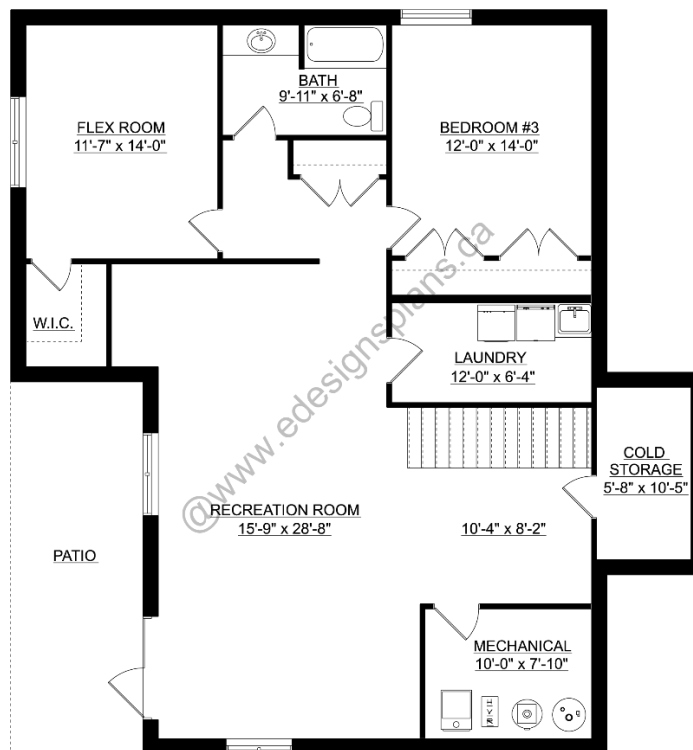 BATH
9'-11" x 6'-8"
FLEX ROOM
11'-7" x 14'-0"
BEDROOM #3
12'-0" x 14'-0"
W.I.C.
LAUNDRY
12'-0" x 6'-4"
COLD
STORAGE
5'-8" x 10'-5"
RECREATION ROOM
15'-9" x 28'-8"
10'-4" x 8'-2"
PATIO
MECHANICAL
10'-0" x 7'-10"
@www.edesignsplans.ca